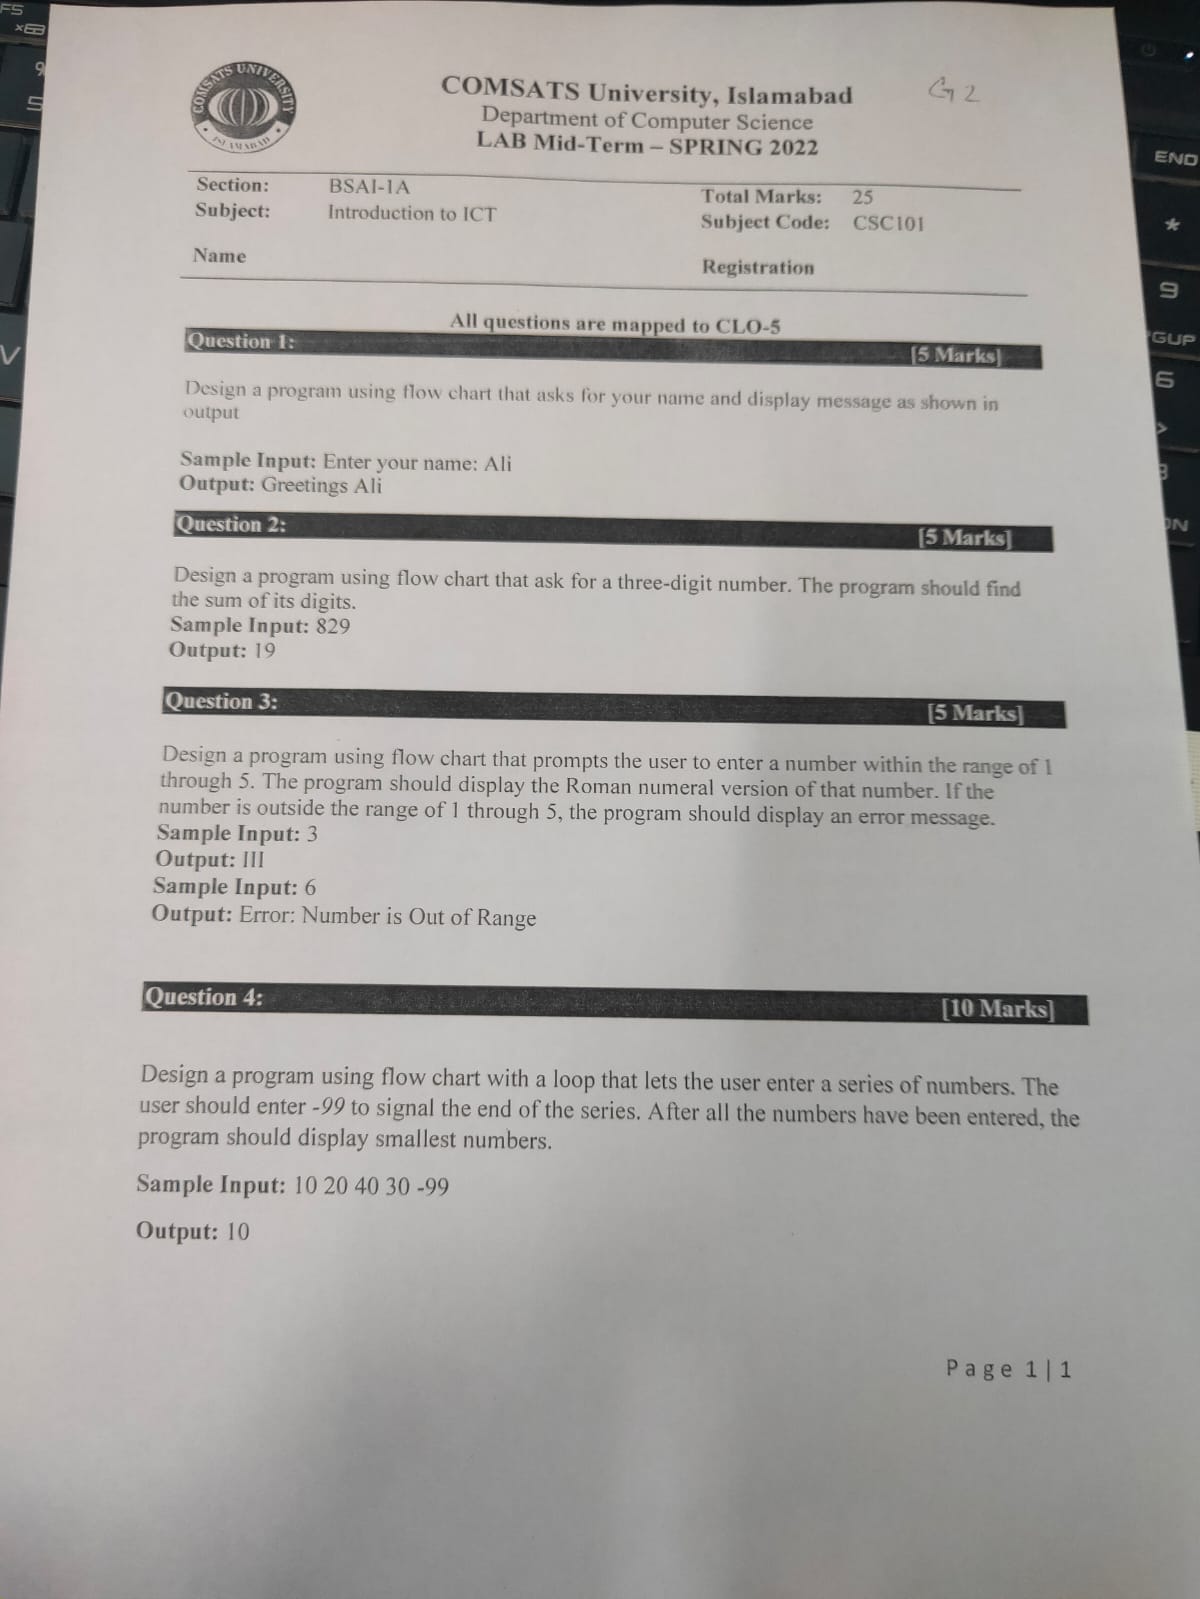 F5
9
5
V
END
*
9
GUP
6
>
3
ON
COMSATS UNIVERSITY
ISLAMABAD
COMSATS University, Islamabad
G2
Department of Computer Science
LAB Mid-Term – SPRING 2022
Section: BSAI-1A Total Marks: 25
Subject: Introduction to ICT Subject Code: CSC101
Name Registration
All questions are mapped to CLO-5
Question 1: [5 Marks]
Design a program using flow chart that asks for your name and display message as shown in
output
Sample Input: Enter your name: Ali
Output: Greetings Ali
Question 2: [5 Marks]
Design a program using flow chart that ask for a three-digit number. The program should find
the sum of its digits.
Sample Input: 829
Output: 19
Question 3: [5 Marks]
Design a program using flow chart that prompts the user to enter a number within the range of 1
through 5. The program should display the Roman numeral version of that number. If the
number is outside the range of 1 through 5, the program should display an error message.
Sample Input: 3
Output: III
Sample Input: 6
Output: Error: Number is Out of Range
Question 4: [10 Marks]
Design a program using flow chart with a loop that lets the user enter a series of numbers. The
user should enter -99 to signal the end of the series. After all the numbers have been entered, the
program should display smallest numbers.
Sample Input: 10 20 40 30 -99
Output: 10
Page 1|1